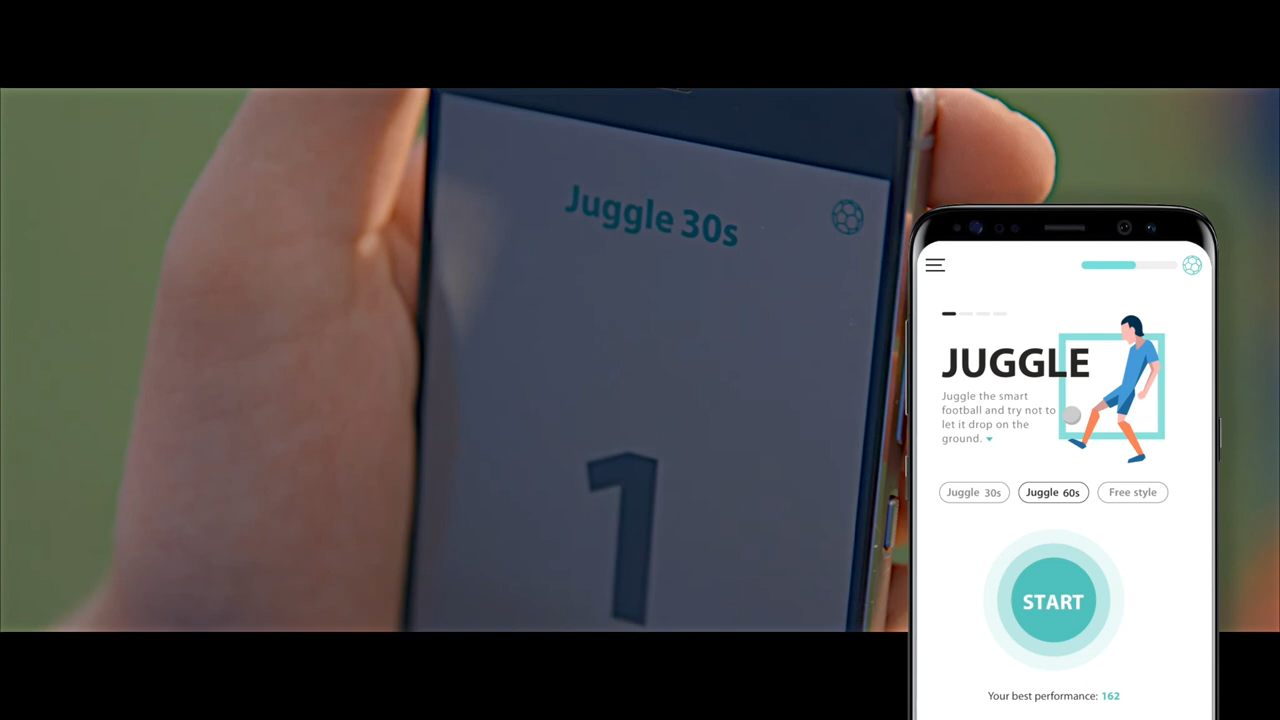 Juggle 30s
1
JUGGLE
Juggle the smart
football and try not to
let it drop on the
ground.
Juggle 30s
Juggle 60s
Free style
START
Your best performance: 162